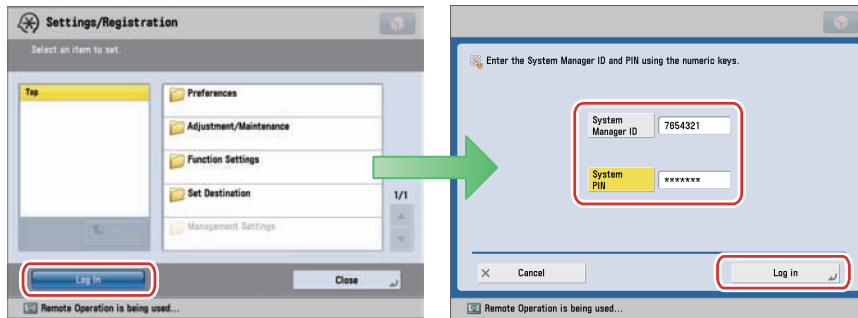 Settings/Registration
Select an item to set.
Top
Preferences
Adjustment/Maintenance
Function Settings
Set Destination
1/1
Management Settings
Log In
Close
Remote Operation is being used...
Enter the System Manager ID and PIN using the numeric keys.
System
Manager ID
7654321
System
PIN
*******
Cancel
Log in
Remote Operation is being used...